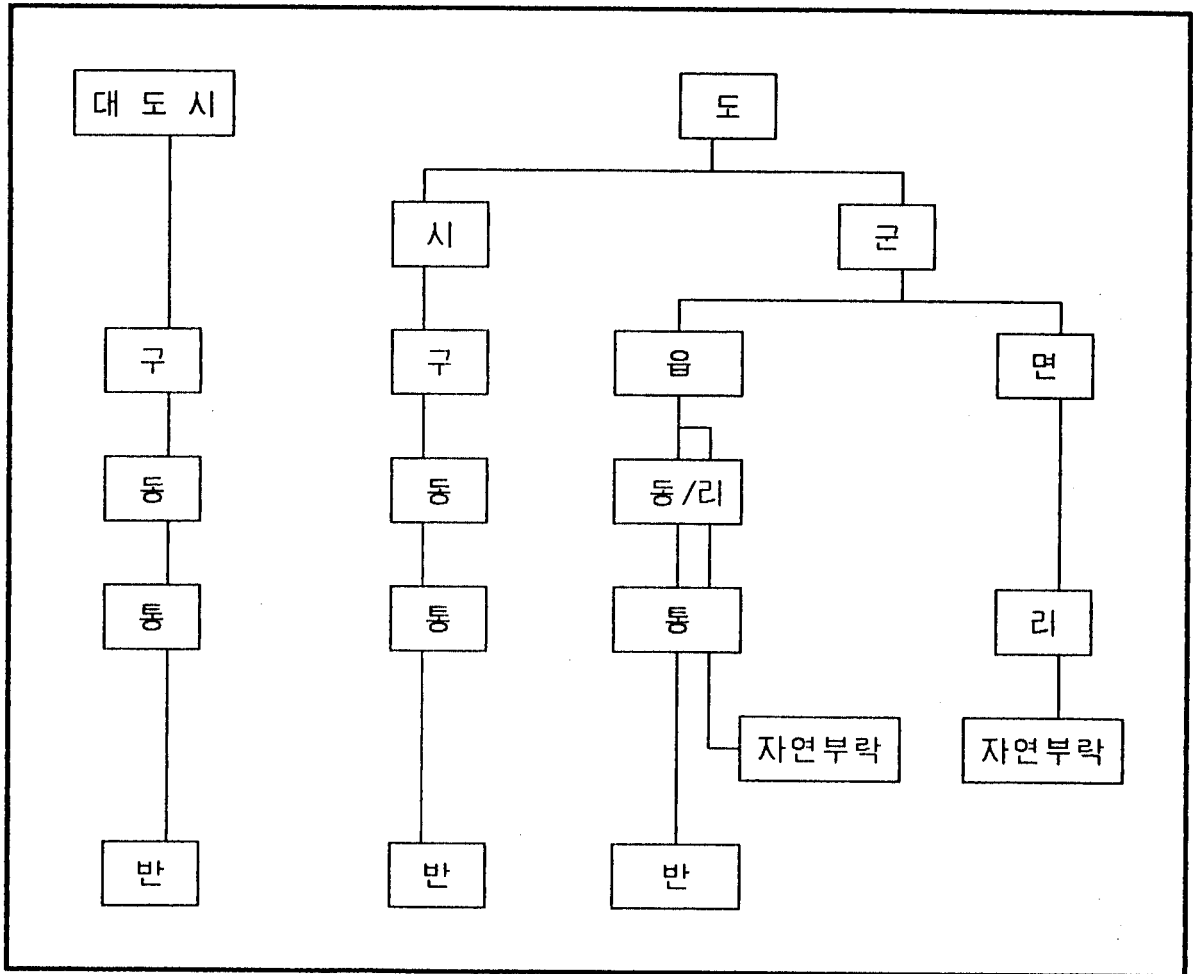 대 도 시 도
시 군
구 구 읍 면
동 동 동/리
통 통 통 리
자연부락 자연부락
반 반 반